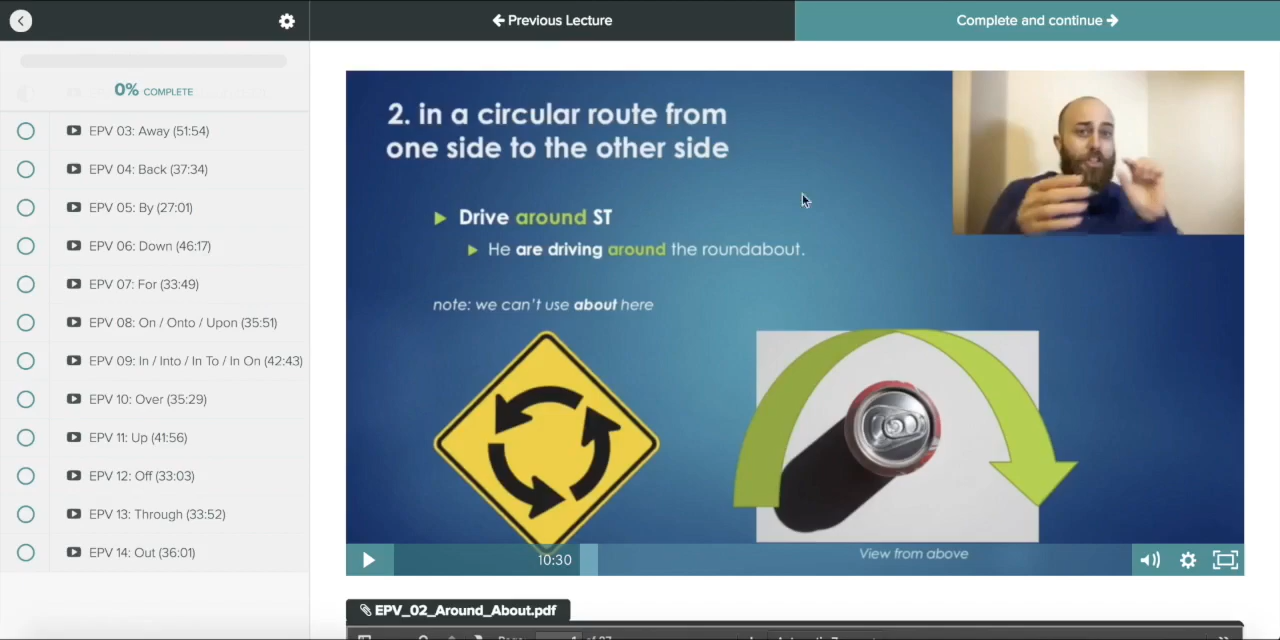 Previous Lecture
Complete and continue
0% COMPLETE
EPV 03: Away (51:54)
EPV 04: Back (37:34)
EPV 05: By (27:01)
EPV 06: Down (46:17)
EPV 07: For (33:49)
EPV 08: On / Onto / Upon (35:51)
EPV 09: In / Into / In To / In On (42:43)
EPV 10: Over (35:29)
EPV 11: Up (41:56)
EPV 12: Off (33:03)
EPV 13: Through (33:52)
EPV 14: Out (36:01)
2. in a circular route from
one side to the other side
Drive around ST
He are driving around the roundabout.
note: we can't use about here
10:30
View from above
EPV_02_Around_About.pdf